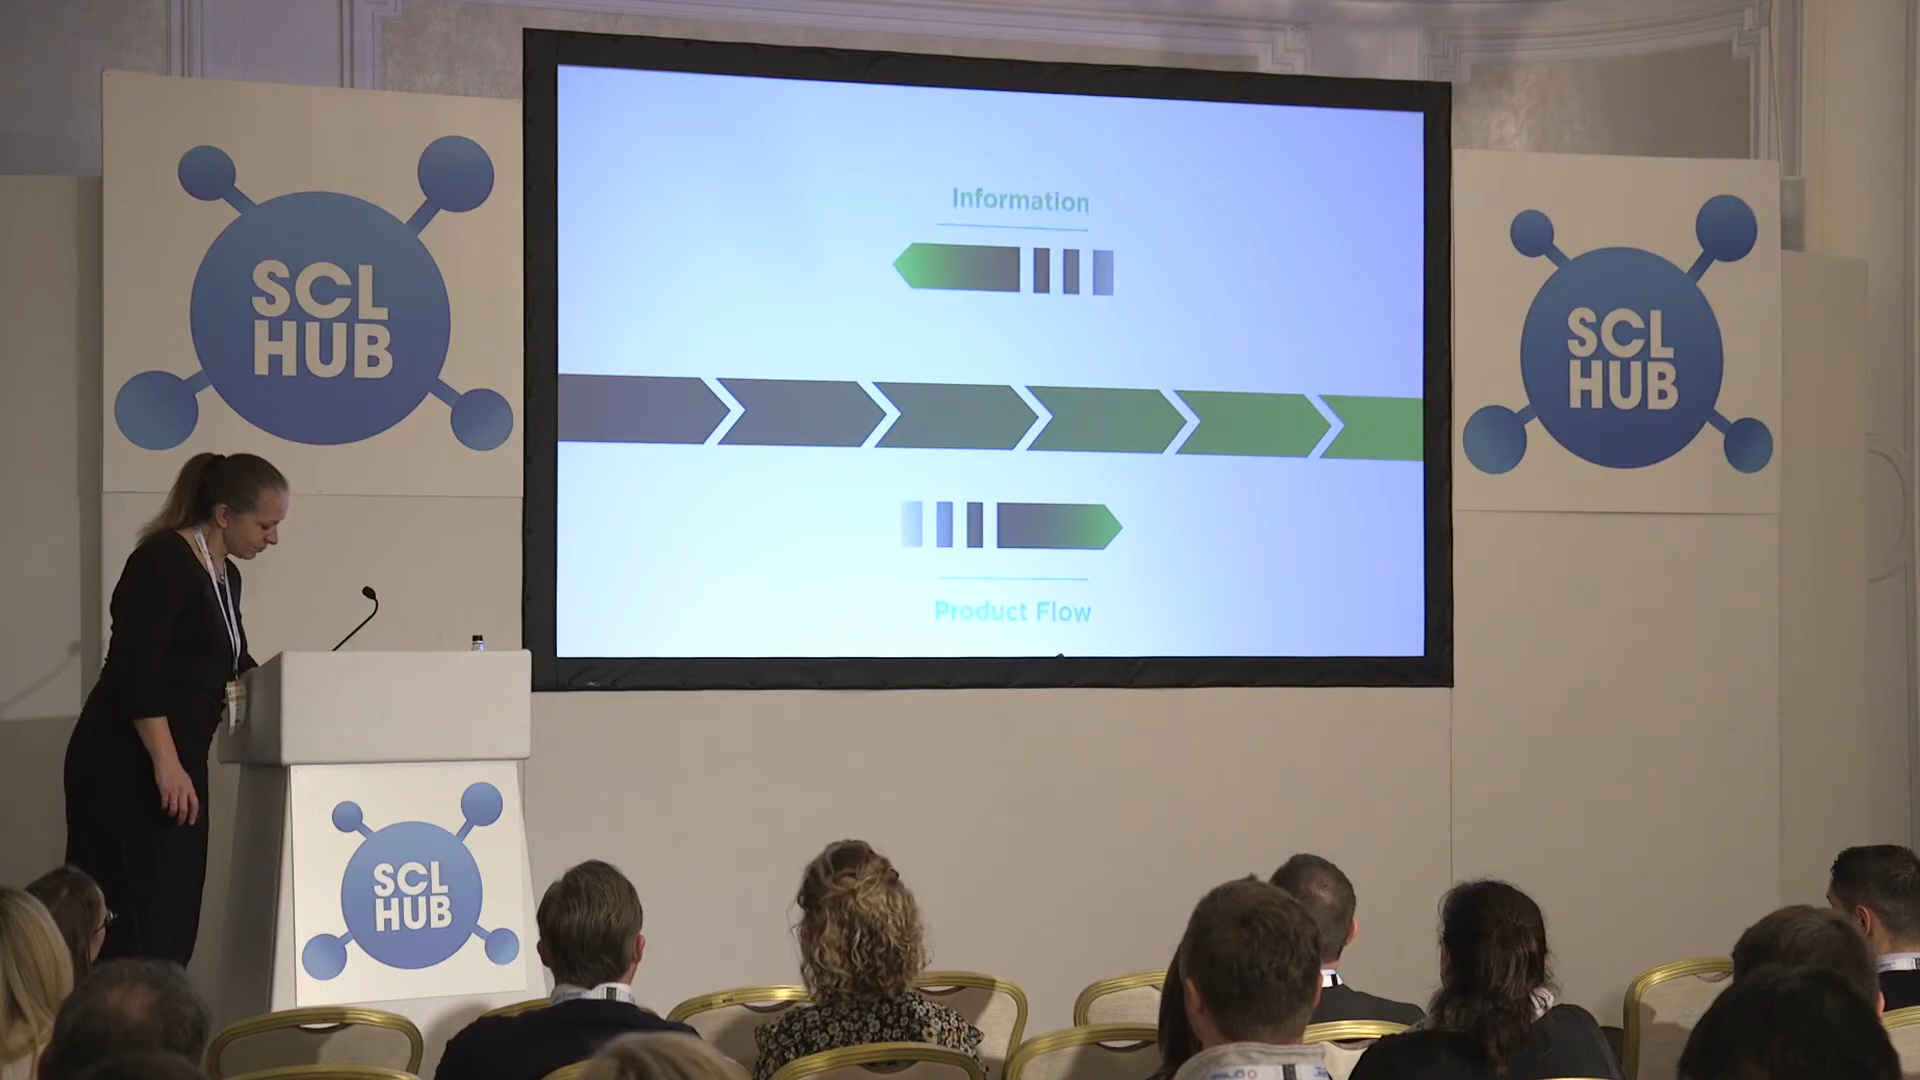 SCL
HUB
Information
Product Flow
SCL
HUB
SCL
HUB